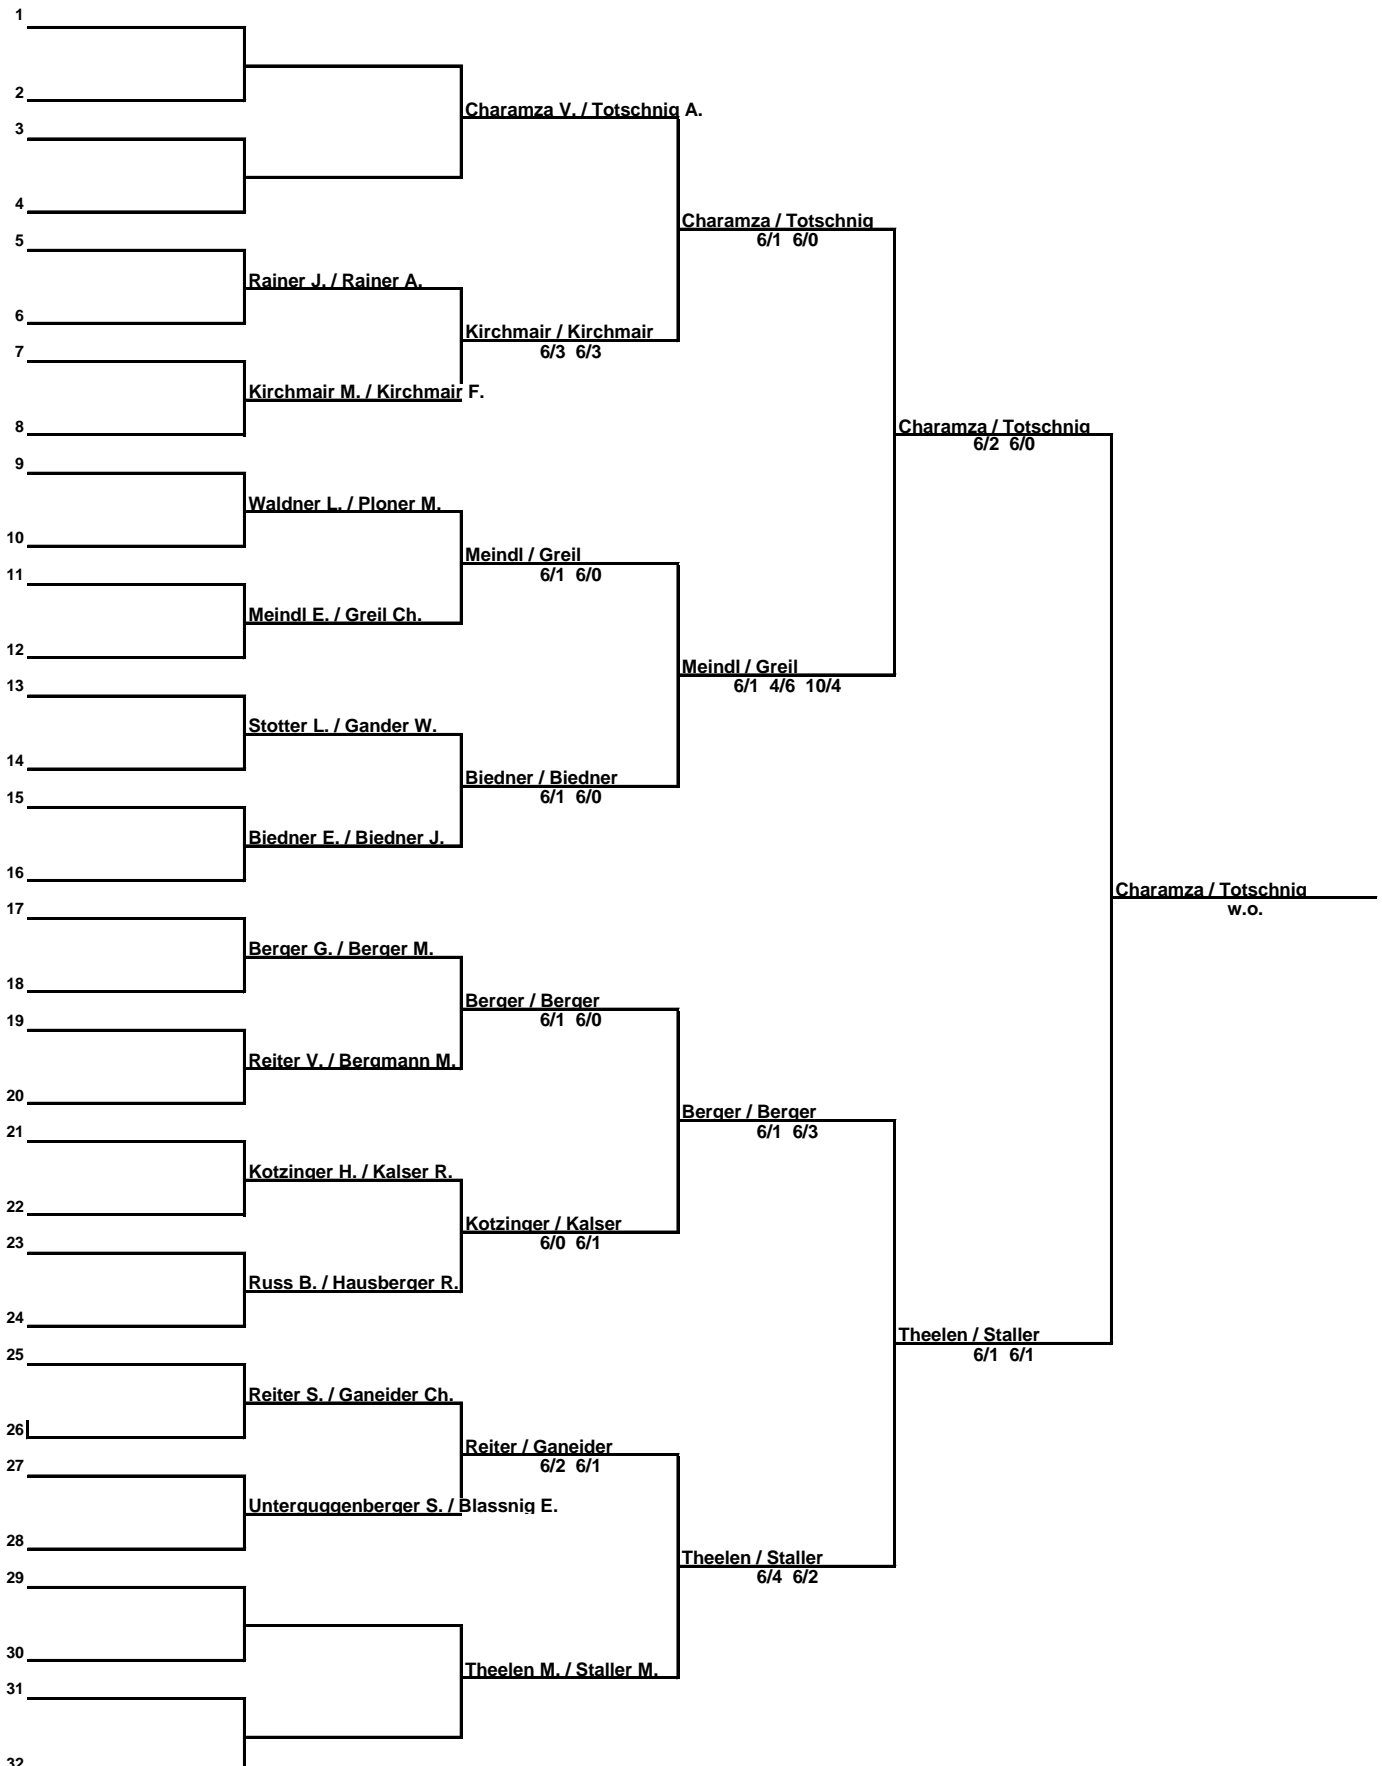 1
2
Charamza V. / Totschnig A.
3
4
Charamza / Totschnig
6/1 6/0
5
Rainer J. / Rainer A.
6
Kirchmair / Kirchmair
6/3 6/3
7
Kirchmair M. / Kirchmair F.
8
Charamza / Totschnig
6/2 6/0
9
Waldner L. / Ploner M.
10
Meindl / Greil
6/1 6/0
11
Meindl E. / Greil Ch.
12
Meindl / Greil
6/1 4/6 10/4
13
Stotter L. / Gander W.
14
Biedner / Biedner
6/1 6/0
15
Biedner E. / Biedner J.
16
Charamza / Totschnig
w.o.
17
Berger G. / Berger M.
18
Berger / Berger
6/1 6/0
19
Reiter V. / Bergmann M.
20
Berger / Berger
6/1 6/3
21
Kotzinger H. / Kalser R.
22
Kotzinger / Kalser
6/0 6/1
23
Russ B. / Hausberger R.
24
Theelen / Staller
6/1 6/1
25
Reiter S. / Ganeider Ch.
26
Reiter / Ganeider
6/2 6/1
27
Unterguggenberger S. / Blassnig E.
28
Theelen / Staller
6/4 6/2
29
30
Theelen M. / Staller M.
31
32